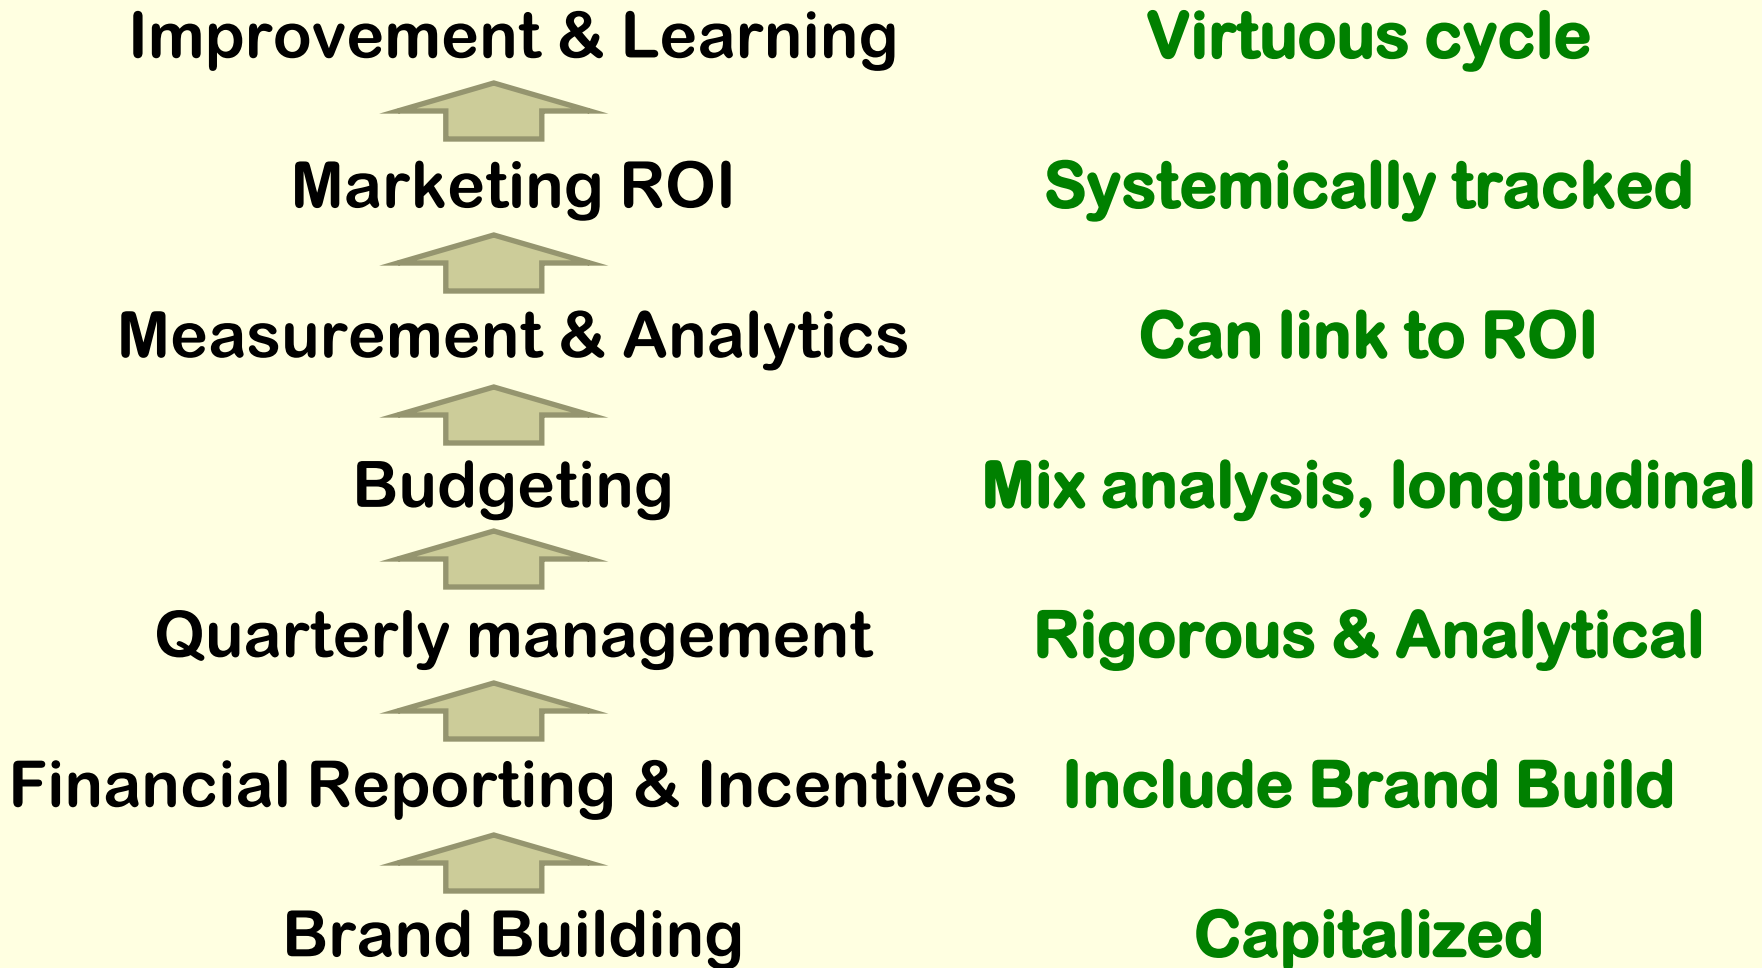 Improvement & Learning Virtuous cycle
Marketing ROI Systemically tracked
Measurement & Analytics Can link to ROI
Budgeting Mix analysis, longitudinal
Quarterly management Rigorous & Analytical
Financial Reporting & Incentives Include Brand Build
Brand Building Capitalized